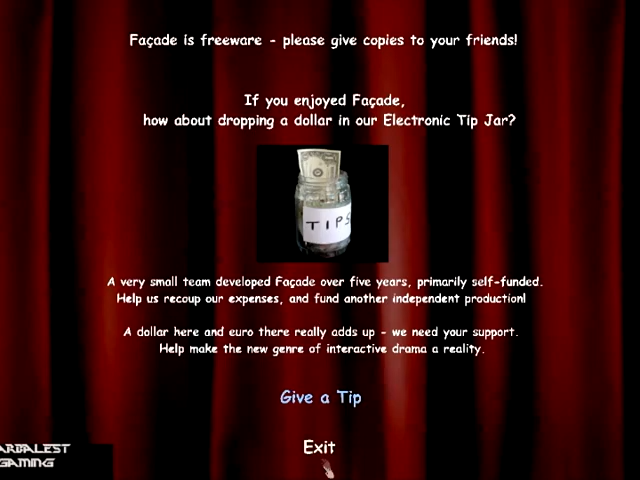 Façade is freeware - please give copies to your friends!
If you enjoyed Façade,
how about dropping a dollar in our Electronic Tip Jar?
TIPS
A very small team developed Façade over five years, primarily self-funded.
Help us recoup our expenses, and fund another independent production!
A dollar here and euro there really adds up - we need your support.
Help make the new genre of interactive drama a reality.
Give a Tip
Exit
ARBALEST
GAMING